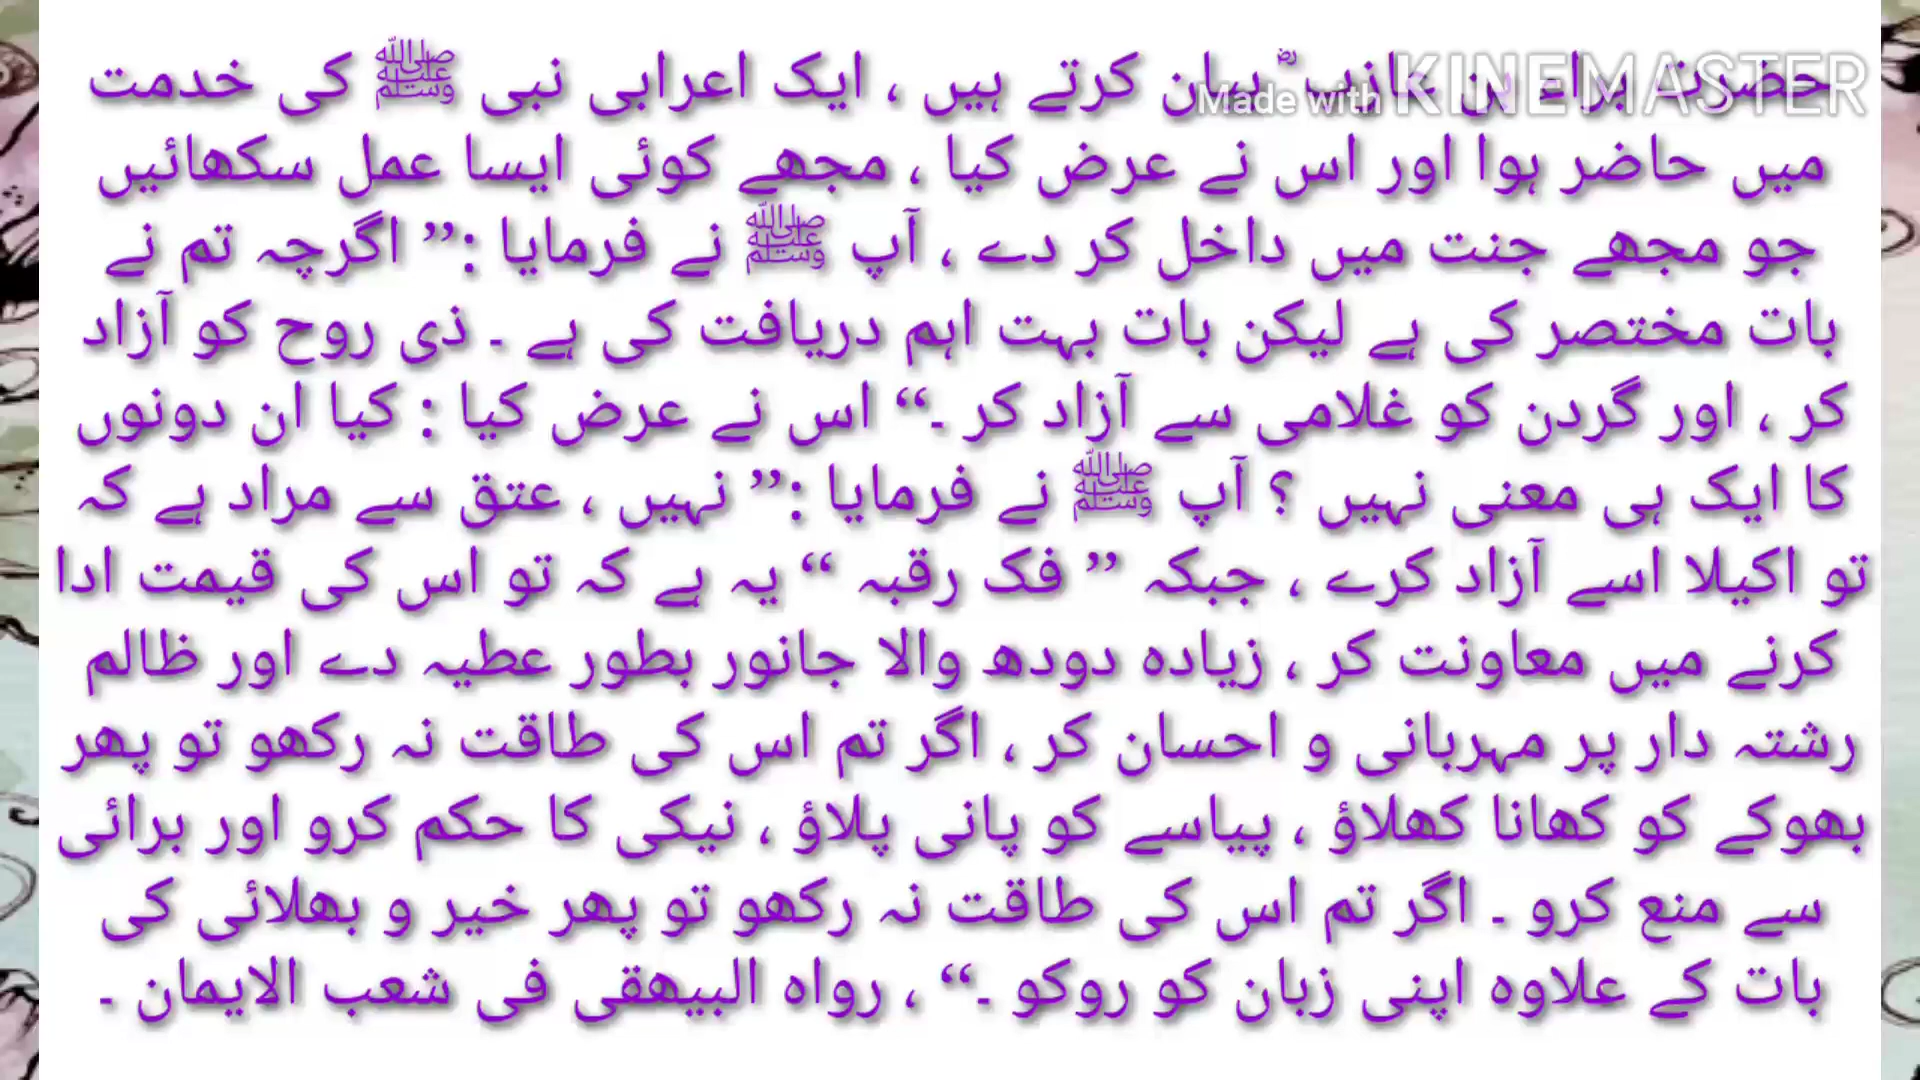 حضرت براء بن عازب ؓ بیان کرتے ہیں ، ایک اعرابی نبی ﷺ کی خدمت
Made with KINEMASTER
میں حاضر ہوا اور اس نے عرض کیا ، مجھے کوئی ایسا عمل سکھائیں
جو مجھے جنت میں داخل کر دے ، آپ ﷺ نے فرمایا :’’ اگرچہ تم نے
بات مختصر کی ہے لیکن بات بہت اہم دریافت کی ہے ۔ ذی روح کو آزاد
کر ، اور گردن کو غلامی سے آزاد کر ۔‘‘ اس نے عرض کیا : کیا ان دونوں
کا ایک ہی معنی نہیں ؟ آپ ﷺ نے فرمایا :’’ نہیں ، عتق سے مراد ہے کہ
تو اکیلا اسے آزاد کرے ، جبکہ ’’ فک رقبہ ‘‘ یہ ہے کہ تو اس کی قیمت ادا
کرنے میں معاونت کر ، زیادہ دودھ والا جانور بطور عطیہ دے اور ظالم
رشتہ دار پر مہربانی و احسان کر ، اگر تم اس کی طاقت نہ رکھو تو پھر
بھوکے کو کھانا کھلاؤ ، پیاسے کو پانی پلاؤ ، نیکی کا حکم کرو اور برائی
سے منع کرو ۔ اگر تم اس کی طاقت نہ رکھو تو پھر خیر و بھلائی کی
بات کے علاوہ اپنی زبان کو روکو ۔‘‘ ، رواہ البیھقی فی شعب الایمان ۔